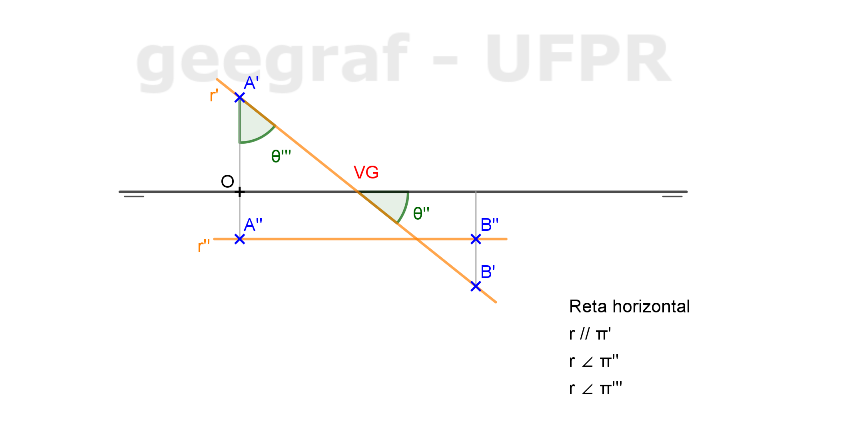 geegraf - UFPR
A'
r'
θ'''
VG
O
θ''
A''
B''
r''
B'
Reta horizontal
r // π'
r ∠ π''
r ∠ π'''